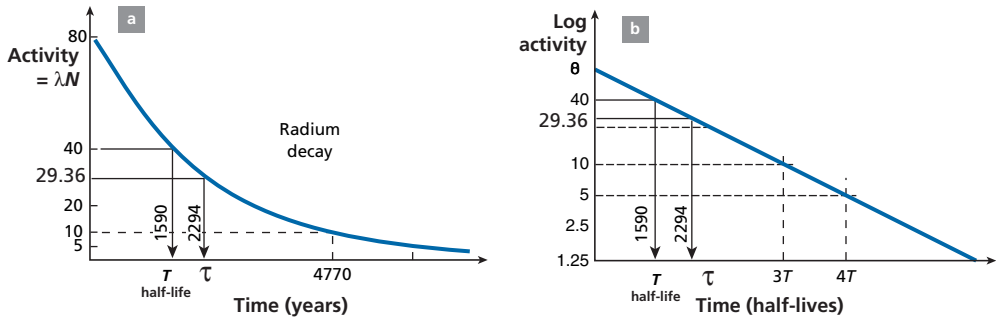 a
80
Activity
= λN
40
29.36
20
10
5
Radium
decay
1590
2294
T
τ
4770
half-life
Time (years)
b
Log
activity
θ
40
29.36
10
5
2.5
1.25
1590
2294
T
τ
3T
4T
half-life
Time (half-lives)